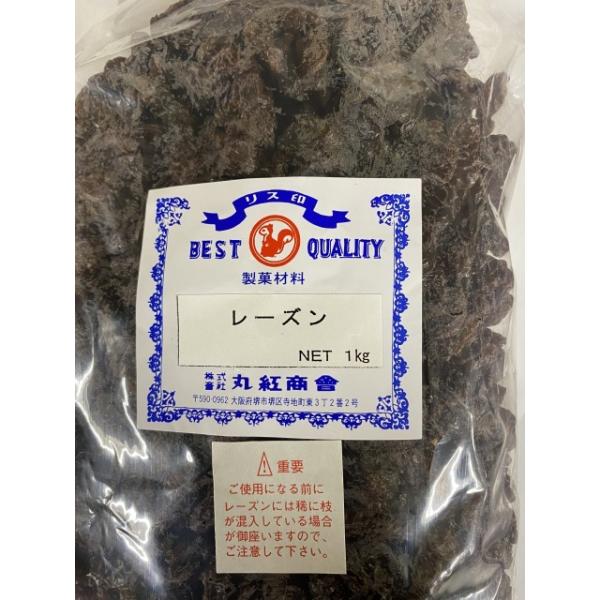 リス印
BEST QUALITY
製菓材料
レーズン
NET 1kg
株式会社 丸紅商會
〒590-0962 大阪府堺市堺区寺地町東3丁2番2号
重要
ご使用になる前に
レーズンには稀に枝
が混入している場合
が御座いますので、
ご注意して下さい。